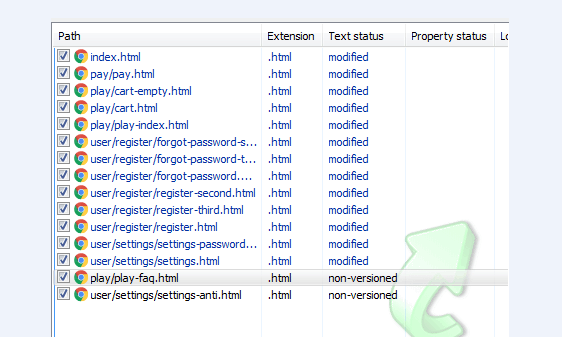 Path Extension Text status Property status Lo
index.html .html modified
pay/pay.html .html modified
play/cart-empty.html .html modified
play/cart.html .html modified
play/play-index.html .html modified
user/register/forgot-password-s... .html modified
user/register/forgot-password-t... .html modified
user/register/forgot-password.... .html modified
user/register/register-second.html .html modified
user/register/register-third.html .html modified
user/register/register.html .html modified
user/settings/settings-password... .html modified
user/settings/settings.html .html modified
play/play-faq.html .html non-versioned
user/settings/settings-anti.html .html non-versioned